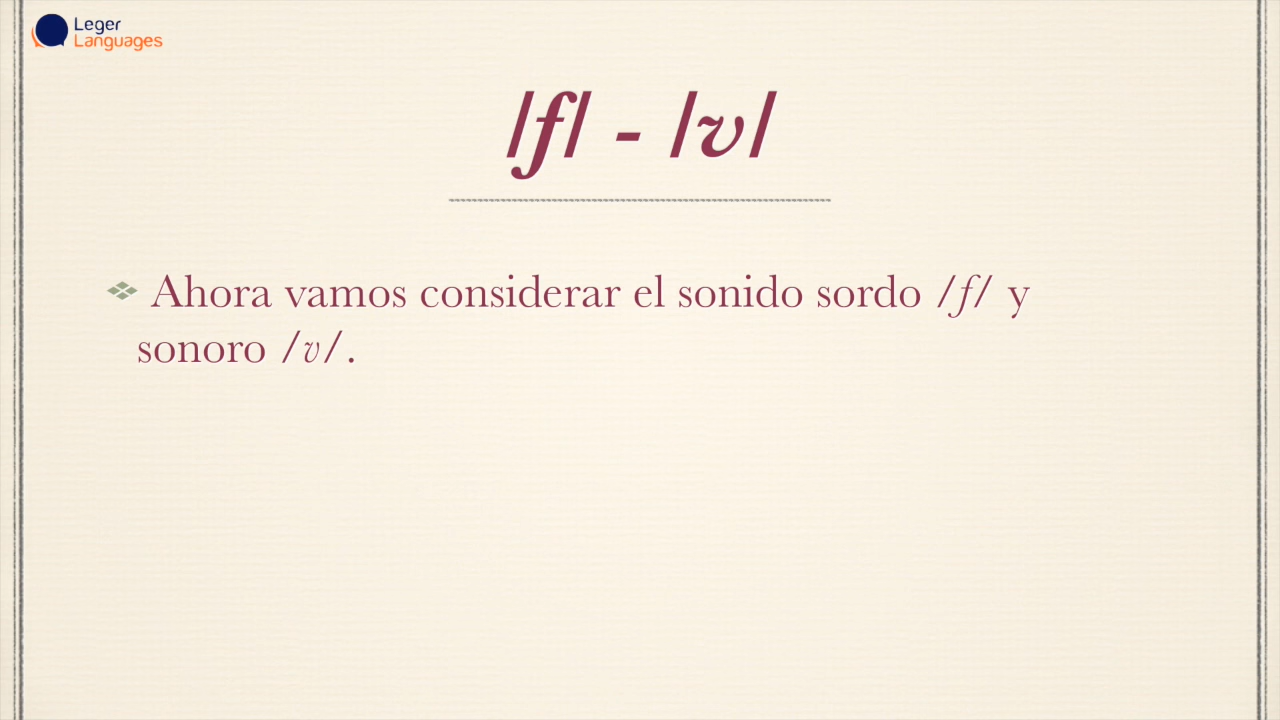 Leger
Languages
/f/ - /v/
Ahora vamos considerar el sonido sordo /f/ y
sonoro /v/.